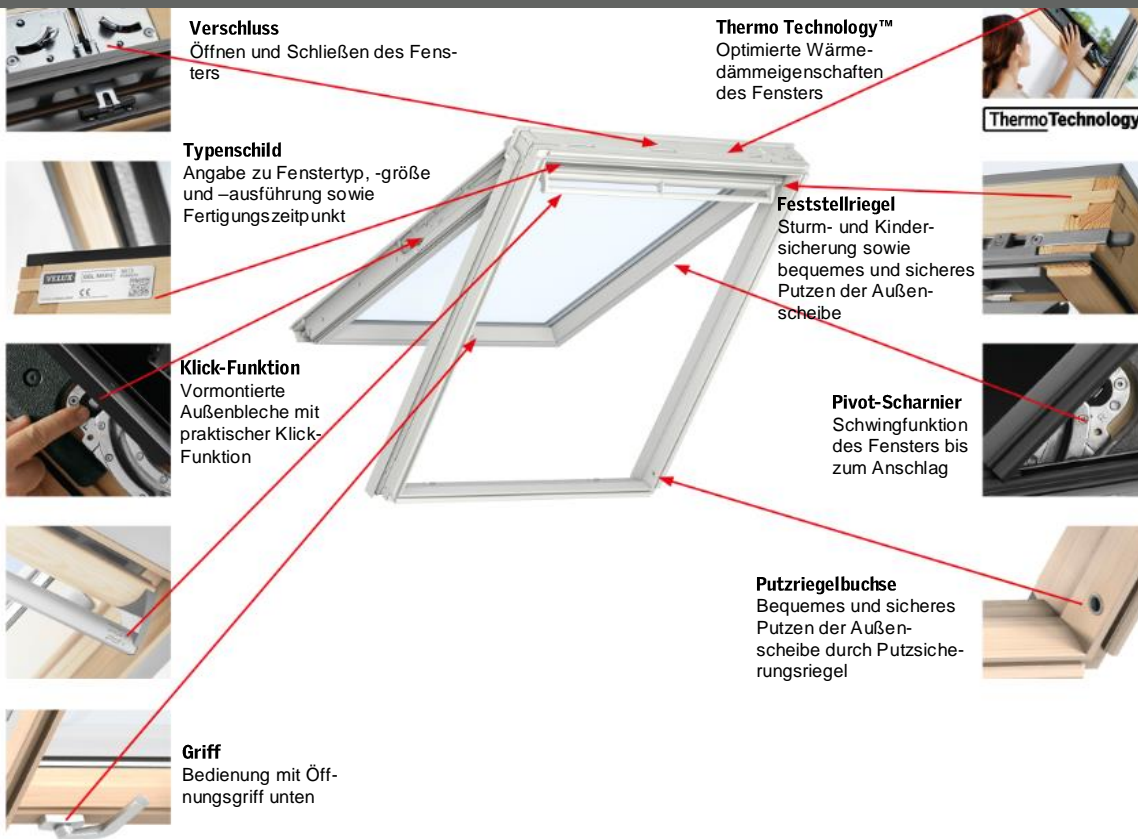 Verschluss
Öffnen und Schließen des Fens-
ters
Typenschild
Angabe zu Fenstertyp, -größe
und –ausführung sowie
Fertigungszeitpunkt
VELUX
CE
Klick-Funktion
Vormontierte
Außenbleche mit
praktischer Klick-
Funktion
Griff
Bedienung mit Öff-
nungsgriff unten
Thermo Technology™
Optimierte Wärme-
dämmeigenschaften
des Fensters
ThermoTechnology
Feststellriegel
Sturm- und Kinder-
sicherung sowie
bequemes und sicheres
Putzen der Außen-
scheibe
Pivot-Scharnier
Schwingfunktion
des Fensters bis
zum Anschlag
Putzriegelbuchse
Bequemes und sicheres
Putzen der Außen-
scheibe durch Putzsiche-
rungsriegel